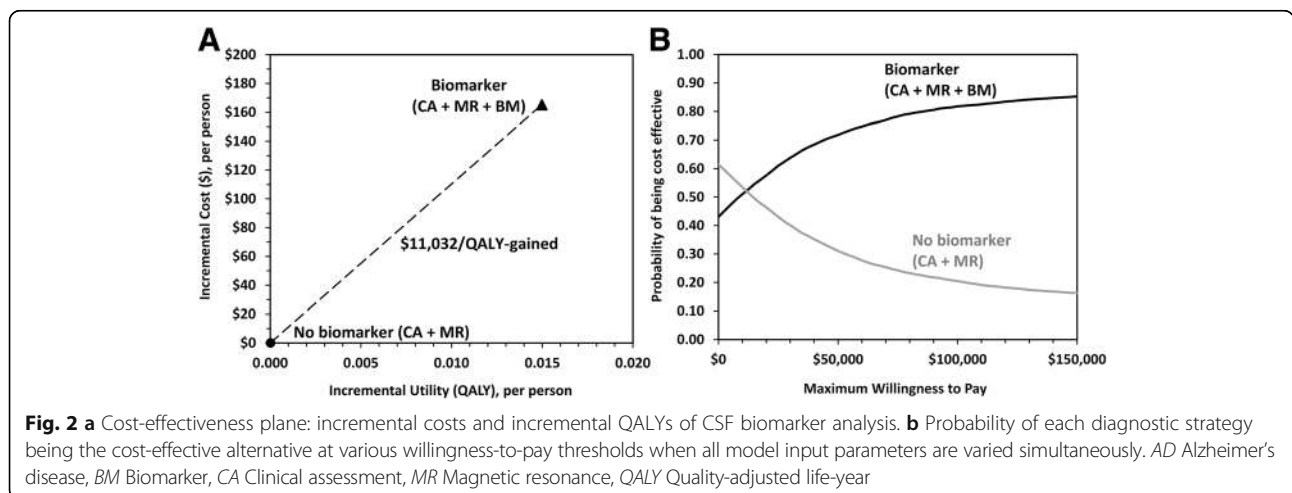 A
$200
$180
$160
$140
$120
$100
$80
$60
$40
$20
$0
Incremental Cost ($), per person
Biomarker
(CA + MR + BM)
$11,032/QALY-gained
No biomarker (CA + MR)
0.000
0.005
0.010
0.015
0.020
Incremental Utility (QALY), per person
B
1.00
0.90
0.80
0.70
0.60
0.50
0.40
0.30
0.20
0.10
0.00
Probability of being cost effective
Biomarker
(CA + MR + BM)
No biomarker
(CA + MR)
$0
$50,000
$100,000
$150,000
Maximum Willingness to Pay
Fig. 2 a Cost-effectiveness plane: incremental costs and incremental QALYs of CSF biomarker analysis. b Probability of each diagnostic strategy
being the cost-effective alternative at various willingness-to-pay thresholds when all model input parameters are varied simultaneously. AD Alzheimer's
disease, BM Biomarker, CA Clinical assessment, MR Magnetic resonance, QALY Quality-adjusted life-year